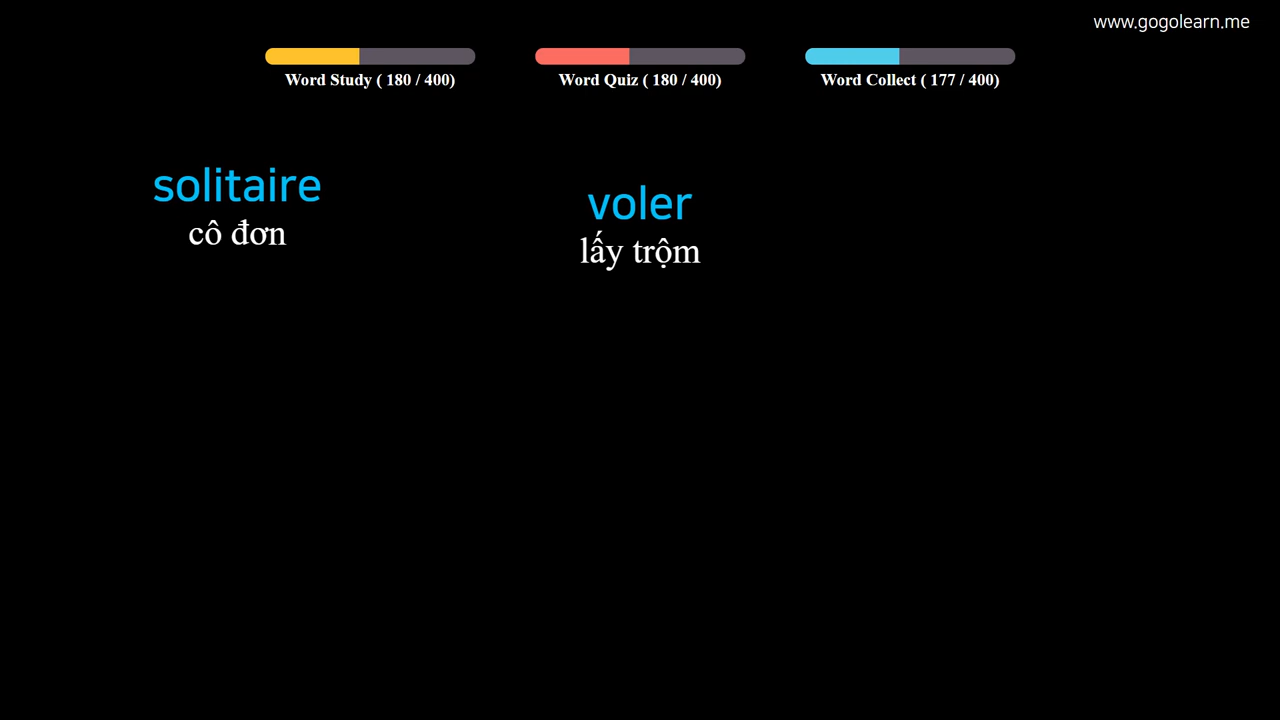 www.gogolearn.me
Word Study ( 180 / 400)
Word Quiz ( 180 / 400)
Word Collect ( 177 / 400)
solitaire
cô đơn
voler
lấy trộm